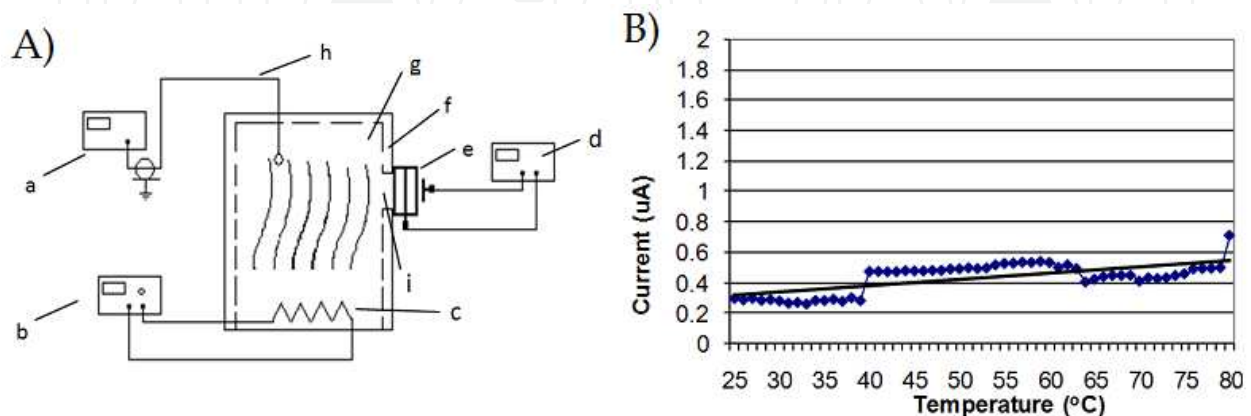 A)
h
g
f
e
d
a
i
c
b
B)
2
1.8
1.6
1.4
1.2
1
0.8
0.6
0.4
0.2
0
Current (uA)
25 30 35 40 45 50 55 60 65 70 75 80
Temperature (°C)